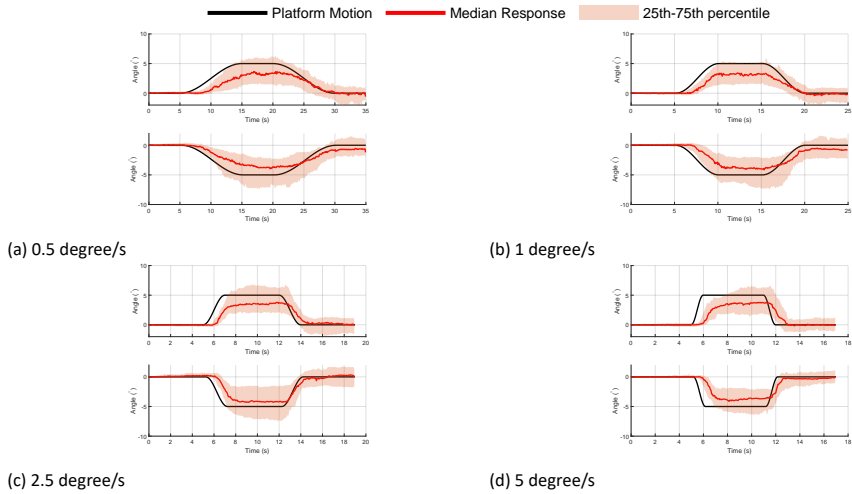 Platform Motion Median Response 25th-75th percentile
10
5
0
Angle (°)
0 5 10 15 20 25 30 35
Time (s)
0
-5
-10
Angle (°)
0 5 10 15 20 25 30 35
Time (s)
(a) 0.5 degree/s
10
5
0
Angle (°)
0 5 10 15 20 25
Time (s)
0
-5
-10
Angle (°)
0 5 10 15 20 25
Time (s)
(b) 1 degree/s
10
5
0
Angle (°)
0 2 4 6 8 10 12 14 16 18 20
Time (s)
0
-5
-10
Angle (°)
0 2 4 6 8 10 12 14 16 18 20
Time (s)
(c) 2.5 degree/s
10
5
0
Angle (°)
0 2 4 6 8 10 12 14 16 18
Time (s)
0
-5
-10
Angle (°)
0 2 4 6 8 10 12 14 16 18
Time (s)
(d) 5 degree/s